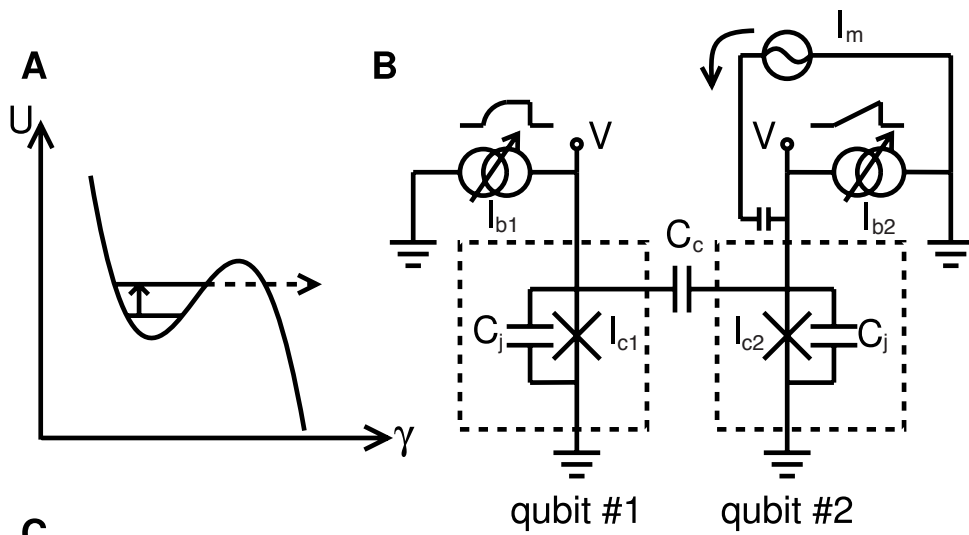 A
U
γ
B
I_m
V
V
I_b1
I_b2
C_c
C_j
I_c1
I_c2
C_j
qubit #1
qubit #2
C